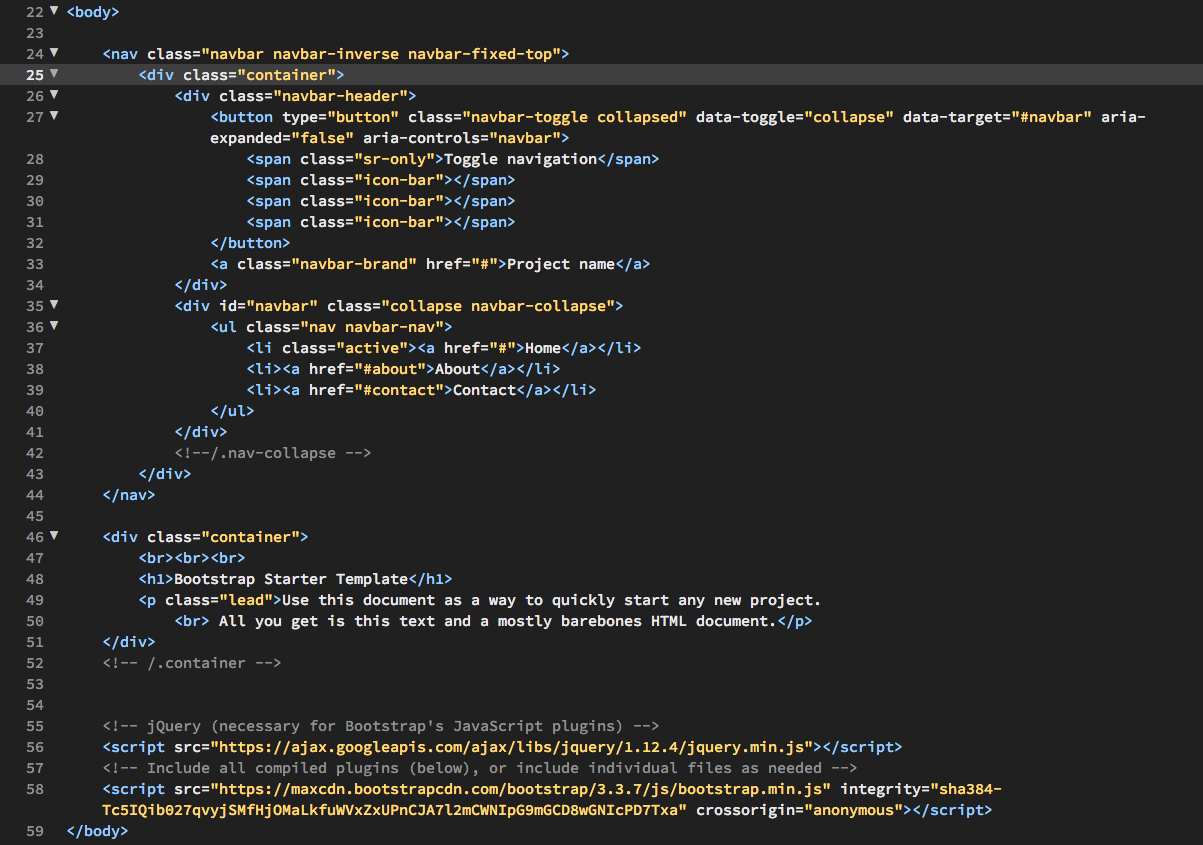 22 <body>
23
24 <nav class="navbar navbar-inverse navbar-fixed-top">
25 <div class="container">
26 <div class="navbar-header">
27 <button type="button" class="navbar-toggle collapsed" data-toggle="collapse" data-target="#navbar" aria-
expanded="false" aria-controls="navbar">
28 <span class="sr-only">Toggle navigation</span>
29 <span class="icon-bar"></span>
30 <span class="icon-bar"></span>
31 <span class="icon-bar"></span>
32 </button>
33 <a class="navbar-brand" href="#">Project name</a>
34 </div>
35 <div id="navbar" class="collapse navbar-collapse">
36 <ul class="nav navbar-nav">
37 <li class="active"><a href="#">Home</a></li>
38 <li><a href="#about">About</a></li>
39 <li><a href="#contact">Contact</a></li>
40 </ul>
41 </div>
42 <!--/.nav-collapse -->
43 </div>
44 </nav>
45
46 <div class="container">
47 <br><br><br>
48 <h1>Bootstrap Starter Template</h1>
49 <p class="lead">Use this document as a way to quickly start any new project.
50 <br> All you get is this text and a mostly barebones HTML document.</p>
51 </div>
52 <!-- /.container -->
53
54
55 <!-- jQuery (necessary for Bootstrap's JavaScript plugins) -->
56 <script src="https://ajax.googleapis.com/ajax/libs/jquery/1.12.4/jquery.min.js"></script>
57 <!-- Include all compiled plugins (below), or include individual files as needed -->
58 <script src="https://maxcdn.bootstrapcdn.com/bootstrap/3.3.7/js/bootstrap.min.js" integrity="sha384-
Tc5IQib027qvyjSMfHjOMaLkfuWVxZxUPnCJA7l2mCWNIpG9mGCD8wGNIcPD7Txa" crossorigin="anonymous"></script>
59 </body>